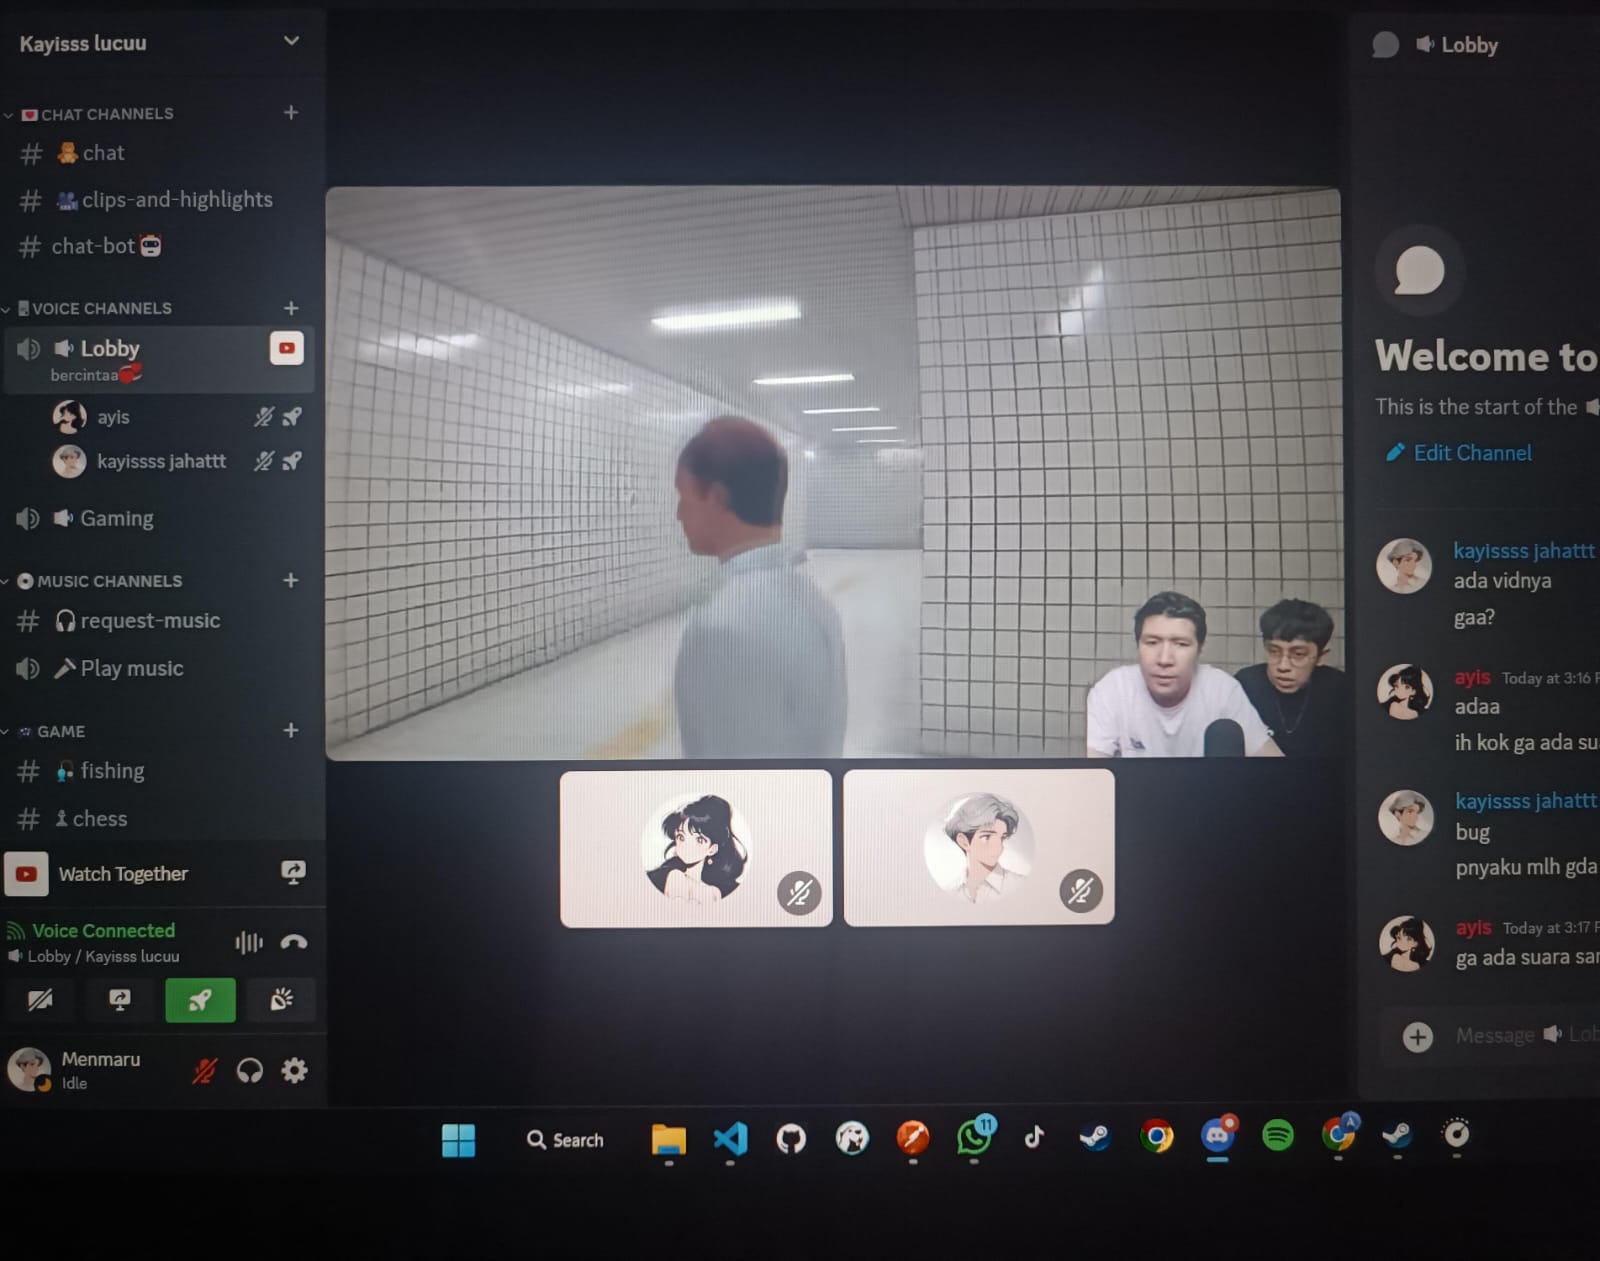 Kayisss lucuu
CHAT CHANNELS
chat
clips-and-highlights
chat-bot
VOICE CHANNELS
Lobby
bercintaa
ayis
kayissss jahattt
Gaming
MUSIC CHANNELS
request-music
Play music
GAME
fishing
chess
Watch Together
Voice Connected
Lobby / Kayisss lucuu
Menmaru
Idle
Lobby
Welcome to
This is the start of the
Edit Channel
kayissss jahattt
ada vidnya
gaa?
ayis Today at 3:16
adaa
ih kok ga ada
kayissss jahattt
bug
pnyaku mlh gda
ayis Today at 3:17
ga ada suara
Message
Search
11